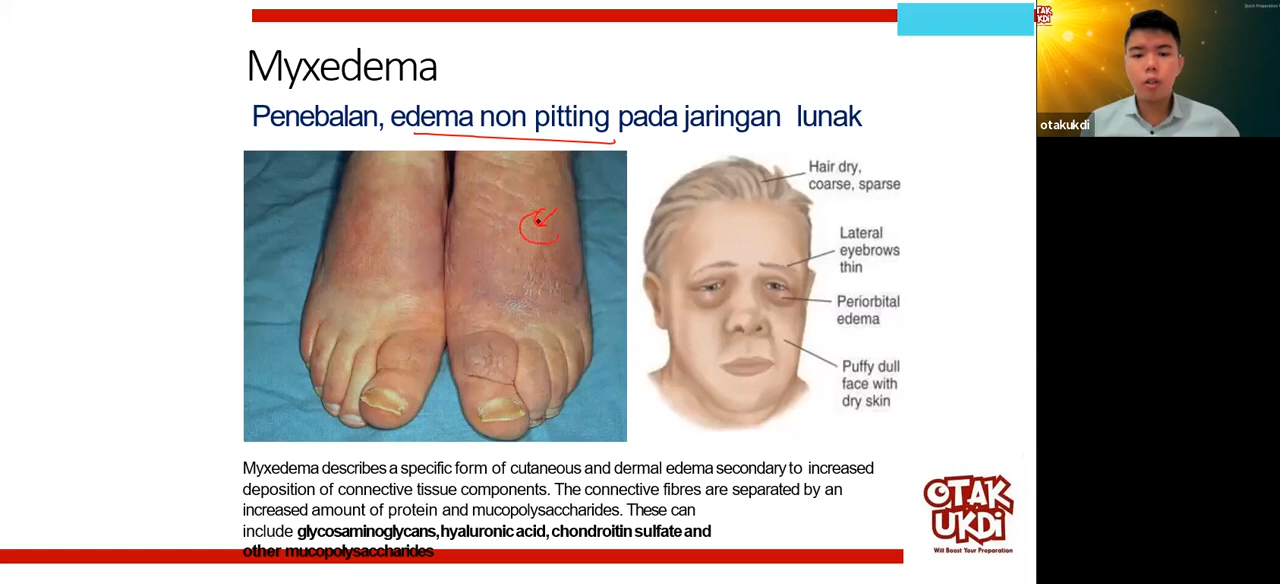 Myxedema
Penebalan, edema non pitting pada jaringan lunak
Hair dry,
coarse, sparse
Lateral
eyebrows
thin
Periorbital
edema
Puffy dull
face with
dry skin
Myxedema describes a specific form of cutaneous and dermal edema secondary to increased
deposition of connective tissue components. The connective fibres are separated by an
increased amount of protein and mucopolysaccharides. These can
include glycosaminoglycans, hyaluronic acid, chondroitin sulfate and
other mucopolysaccharides
OTAK
UKDi
Will Boost Your Preparation
TAK
KDi
otakukdi